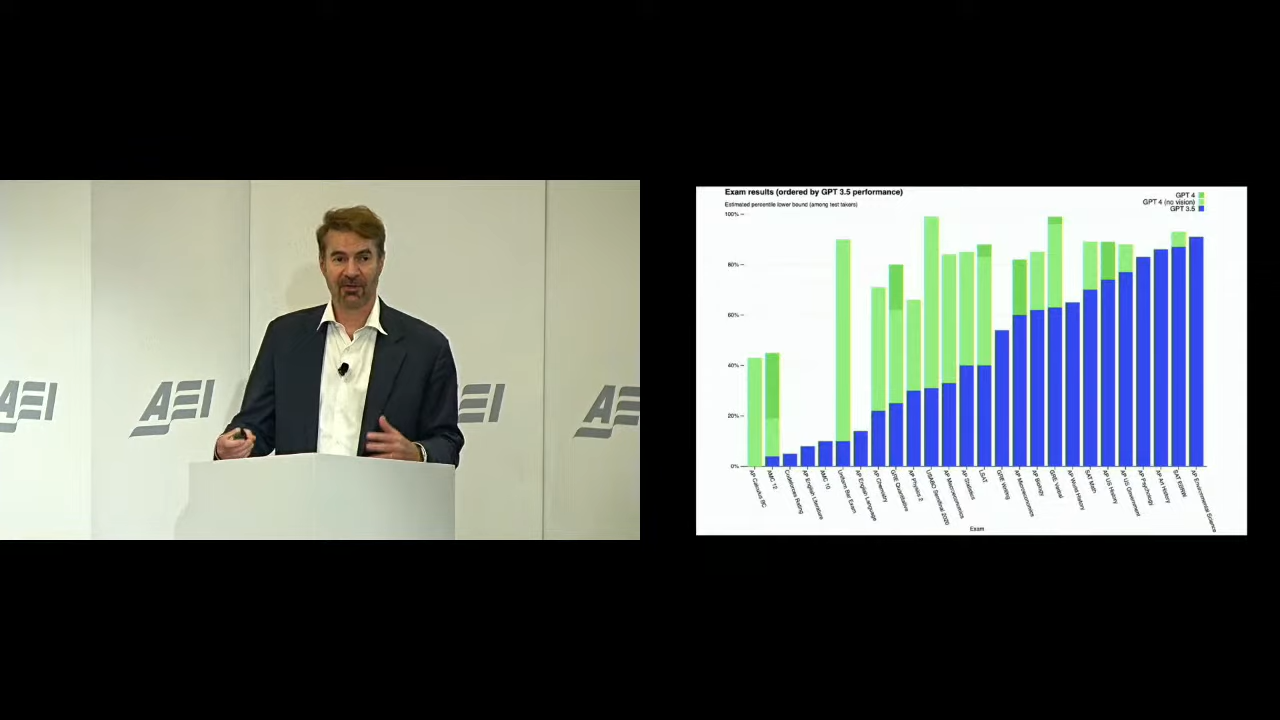 AEI
AEI
AEI
AEI
Exam results (ordered by GPT 3.5 performance)
Estimated percentile lower bound (among test takers)
GPT 4
GPT 4 (no vision)
GPT 3.5
100%
80%
60%
40%
20%
0%
AP Calculus BC
AMC 12
Codeforces Rating
AP English Literature
AMC 10
Uniform Bar Exam
AP English Language
AP Chemistry
GRE Quantitative
AP Physics 2
USABO Semifinal 2020
AP Macroeconomics
AP Statistics
LSAT
GRE Writing
AP Microeconomics
AP Biology
GRE Verbal
AP World History
SAT Math
AP US History
AP US Government
AP Psychology
AP Art History
SAT EBRW
AP Environmental Science
Exam